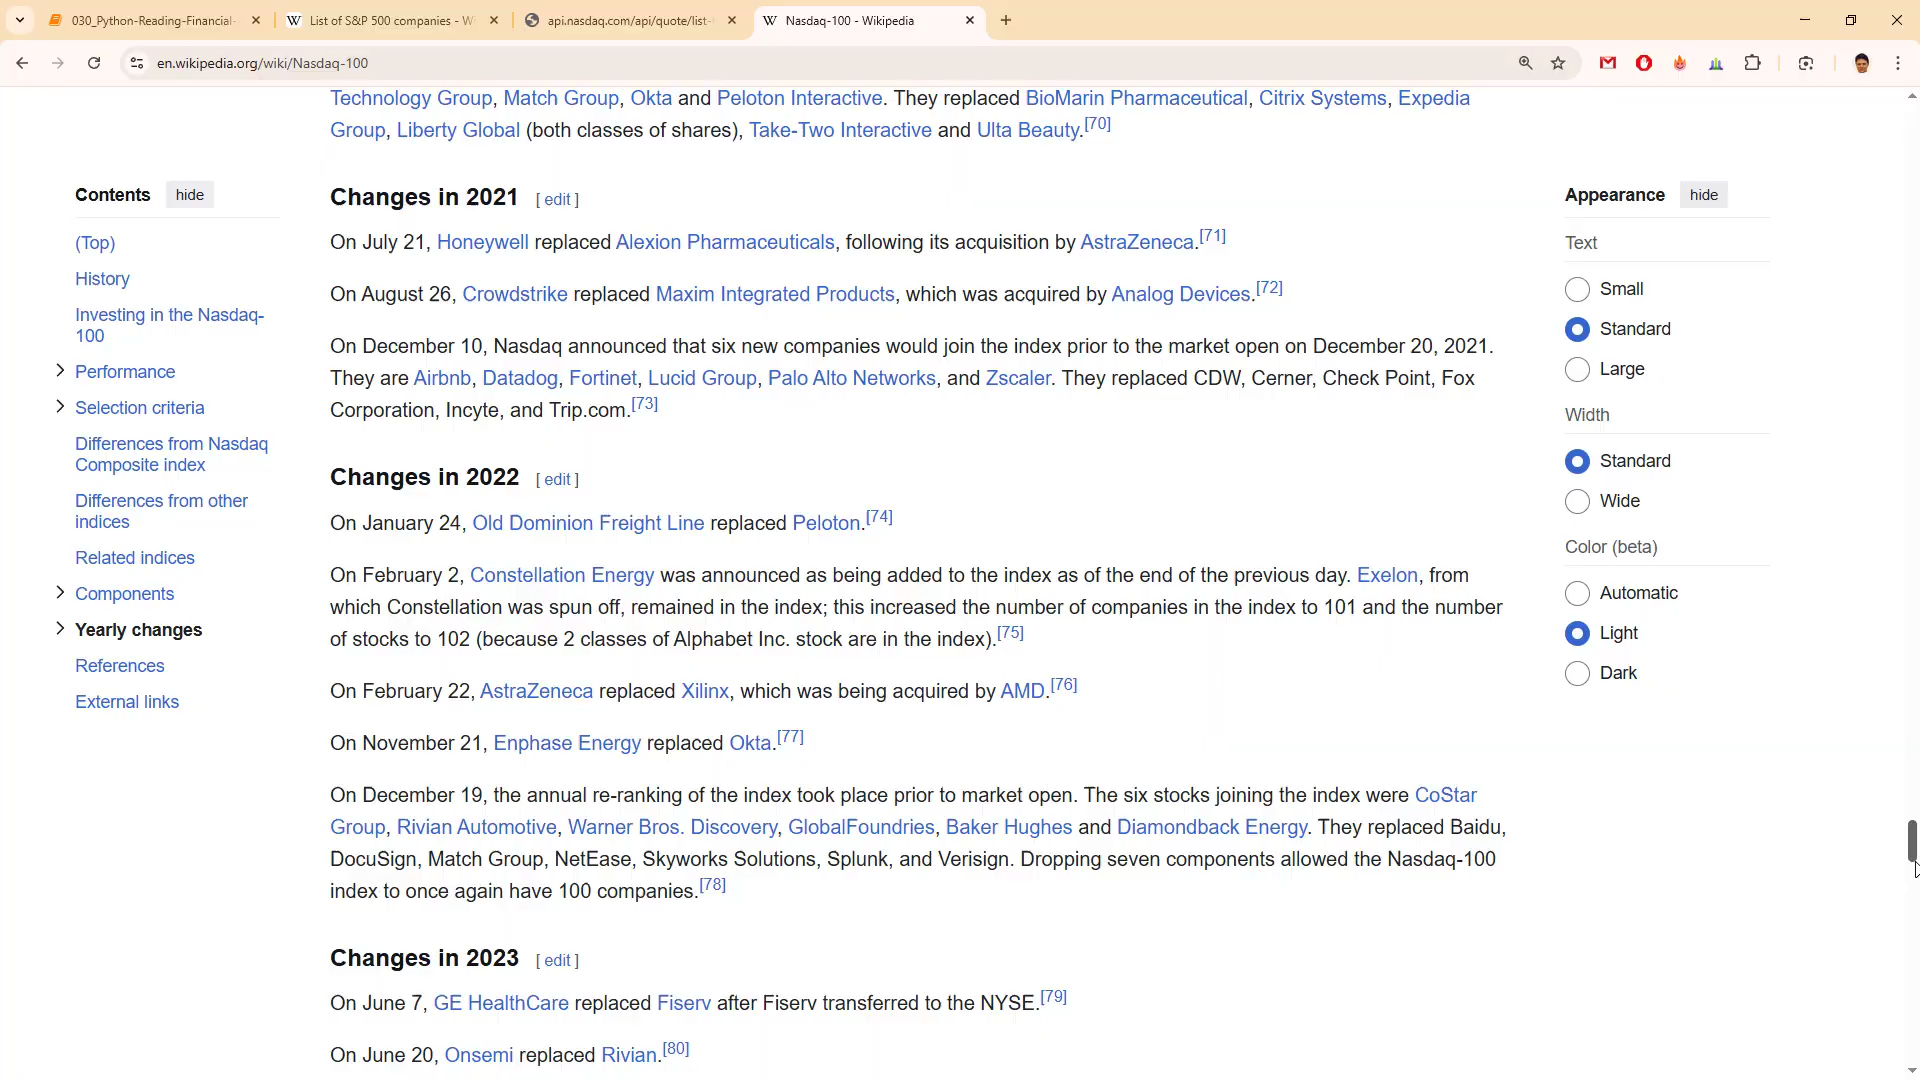 030_Python-Reading-Financial-
List of S&P 500 companies - W
api.nasdaq.com/api/quote/list-
Nasdaq-100 - Wikipedia
en.wikipedia.org/wiki/Nasdaq-100
Technology Group, Match Group, Okta and Peloton Interactive. They replaced BioMarin Pharmaceutical, Citrix Systems, Expedia
Group, Liberty Global (both classes of shares), Take-Two Interactive and Ulta Beauty.[70]
Contents hide
(Top)
History
Investing in the Nasdaq-
100
Performance
Selection criteria
Differences from Nasdaq
Composite index
Differences from other
indices
Related indices
Components
Yearly changes
References
External links
Changes in 2021 [ edit ]
On July 21, Honeywell replaced Alexion Pharmaceuticals, following its acquisition by AstraZeneca.[71]
On August 26, Crowdstrike replaced Maxim Integrated Products, which was acquired by Analog Devices.[72]
On December 10, Nasdaq announced that six new companies would join the index prior to the market open on December 20, 2021.
They are Airbnb, Datadog, Fortinet, Lucid Group, Palo Alto Networks, and Zscaler. They replaced CDW, Cerner, Check Point, Fox
Corporation, Incyte, and Trip.com.[73]
Changes in 2022 [ edit ]
On January 24, Old Dominion Freight Line replaced Peloton.[74]
On February 2, Constellation Energy was announced as being added to the index as of the end of the previous day. Exelon, from
which Constellation was spun off, remained in the index; this increased the number of companies in the index to 101 and the number
of stocks to 102 (because 2 classes of Alphabet Inc. stock are in the index).[75]
On February 22, AstraZeneca replaced Xilinx, which was being acquired by AMD.[76]
On November 21, Enphase Energy replaced Okta.[77]
On December 19, the annual re-ranking of the index took place prior to market open. The six stocks joining the index were CoStar
Group, Rivian Automotive, Warner Bros. Discovery, GlobalFoundries, Baker Hughes and Diamondback Energy. They replaced Baidu,
DocuSign, Match Group, NetEase, Skyworks Solutions, Splunk, and Verisign. Dropping seven components allowed the Nasdaq-100
index to once again have 100 companies.[78]
Changes in 2023 [ edit ]
On June 7, GE HealthCare replaced Fiserv after Fiserv transferred to the NYSE.[79]
On June 20, Onsemi replaced Rivian.[80]
Appearance hide
Text
Small
Standard
Large
Width
Standard
Wide
Color (beta)
Automatic
Light
Dark